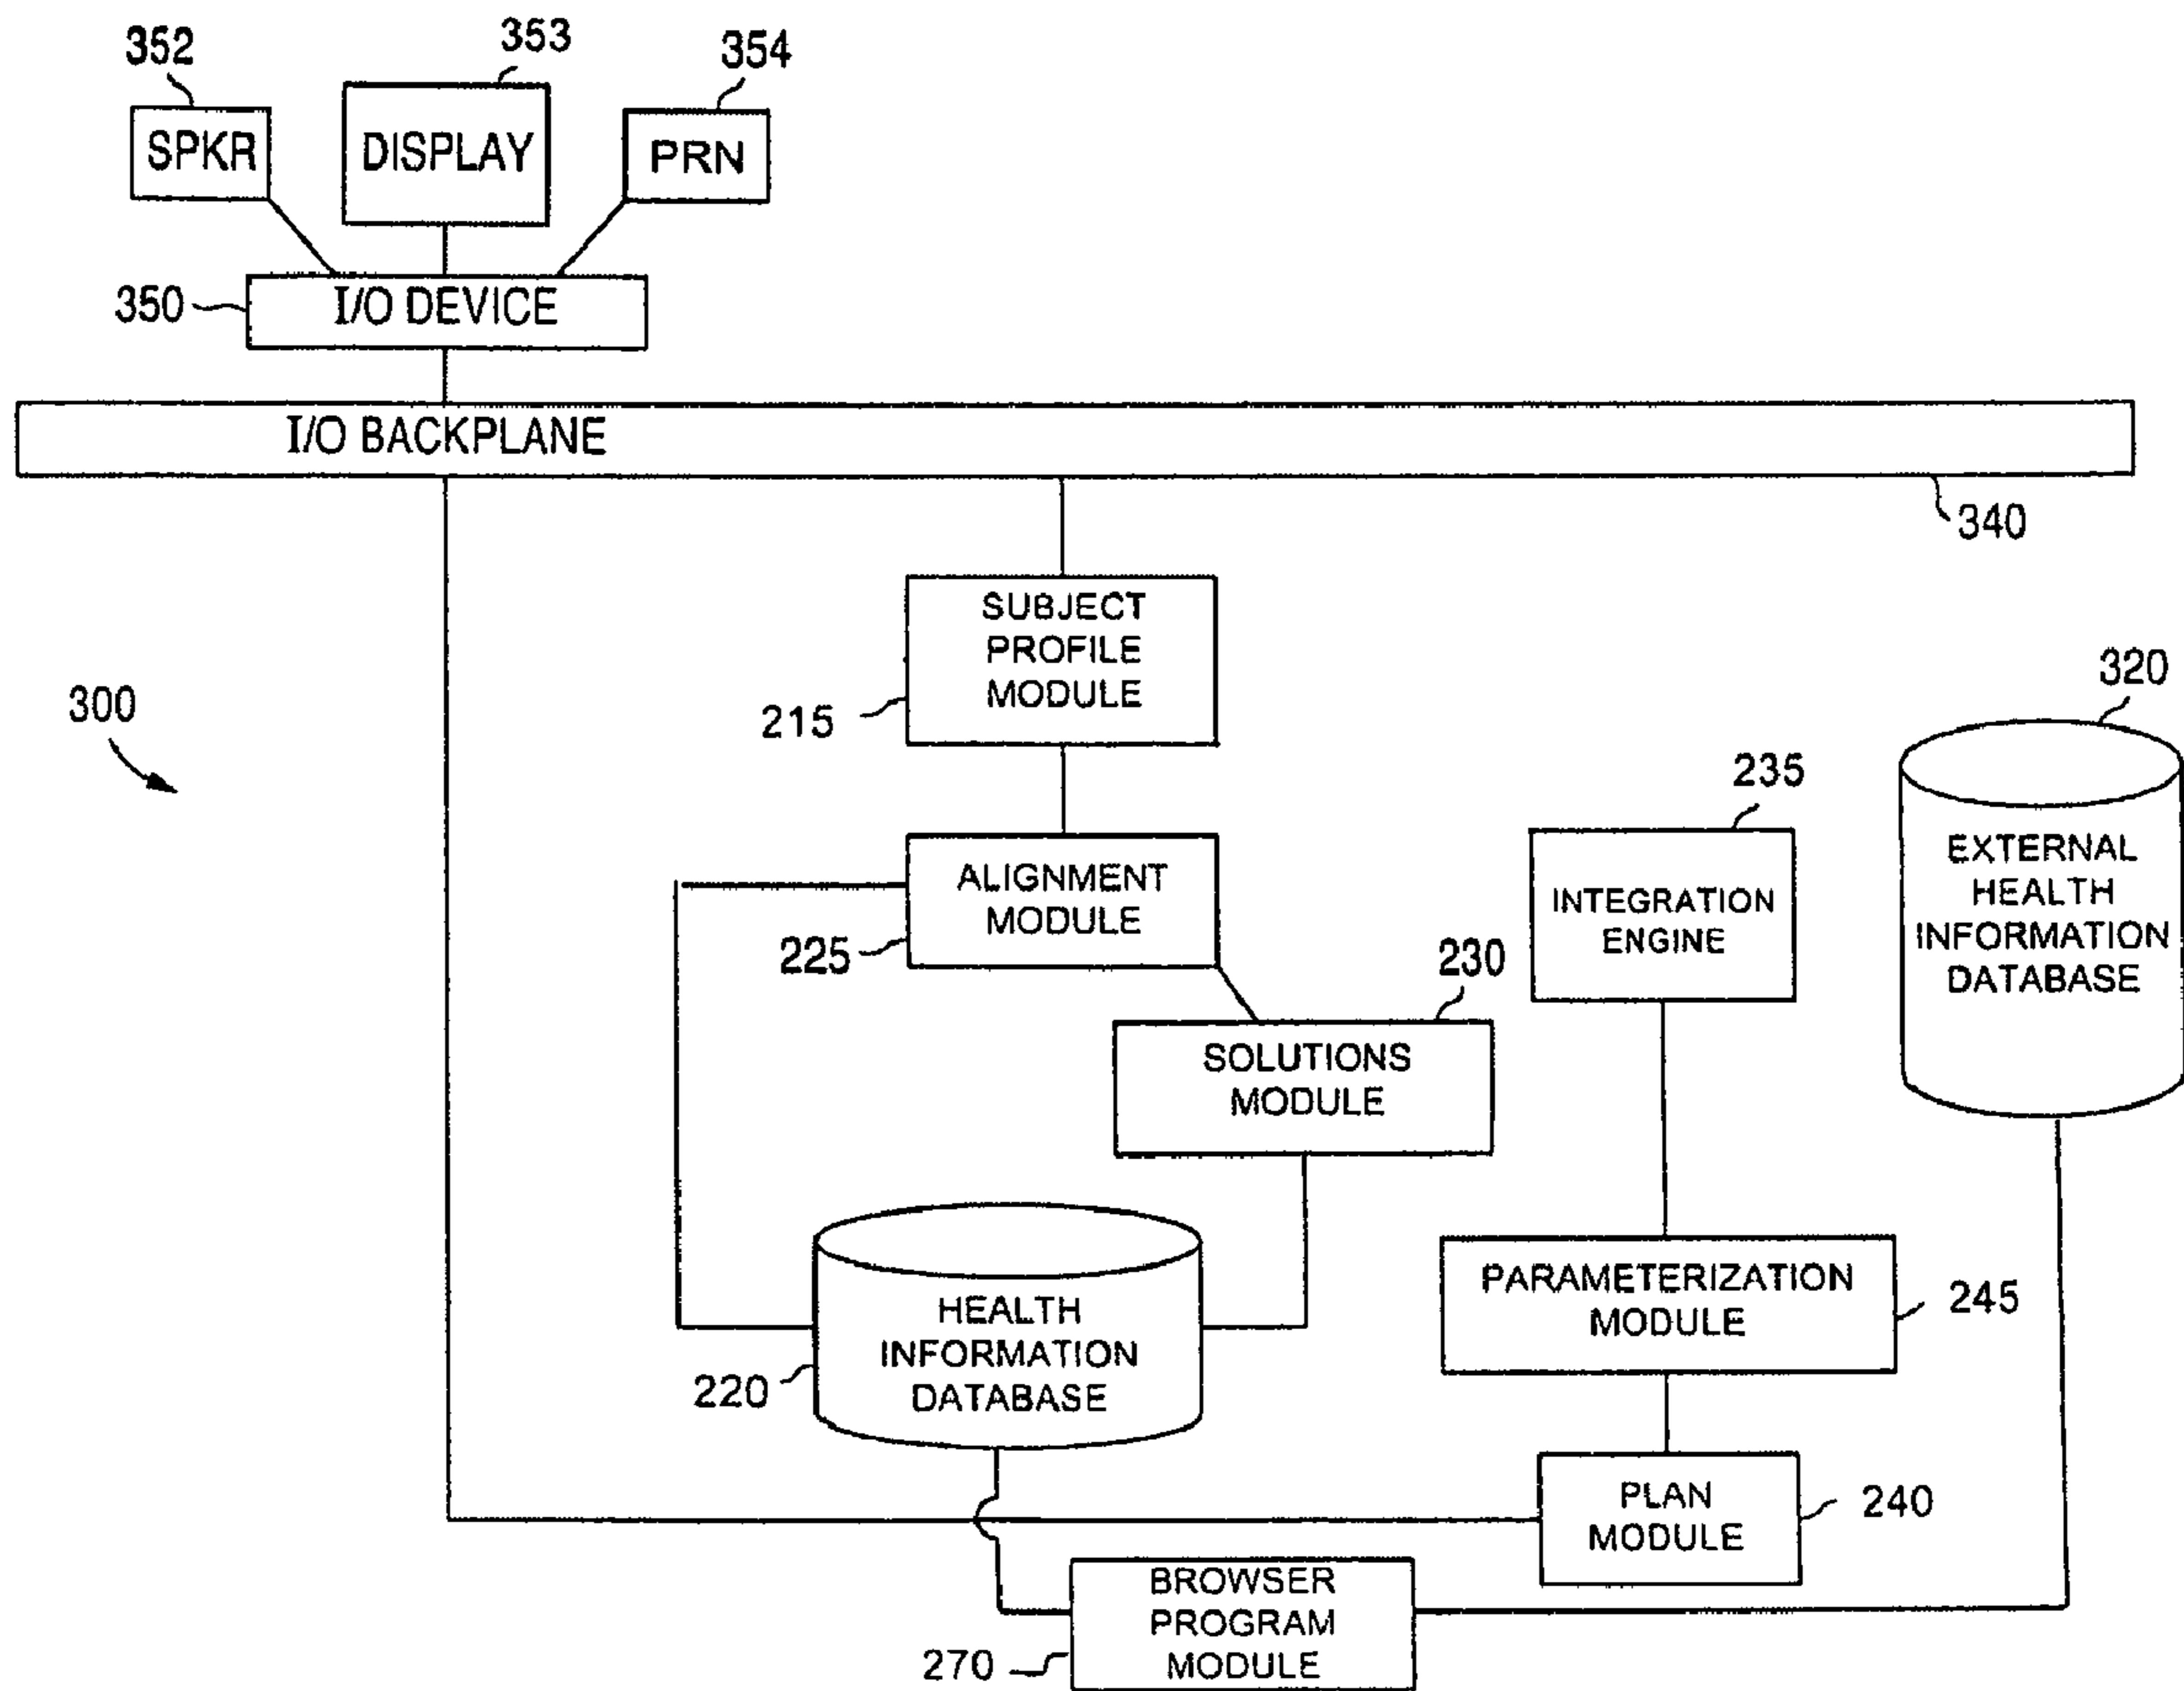 352
353
354
SPKR
DISPLAY
PRN
350
I/O DEVICE
I/O BACKPLANE
340
SUBJECT
PROFILE
MODULE
215
300
320
235
ALIGNMENT
MODULE
225
INTEGRATION
ENGINE
EXTERNAL
HEALTH
INFORMATION
DATABASE
230
SOLUTIONS
MODULE
HEALTH
INFORMATION
DATABASE
220
PARAMETERIZATION
MODULE
245
PLAN
MODULE
240
BROWSER
PROGRAM
MODULE
270